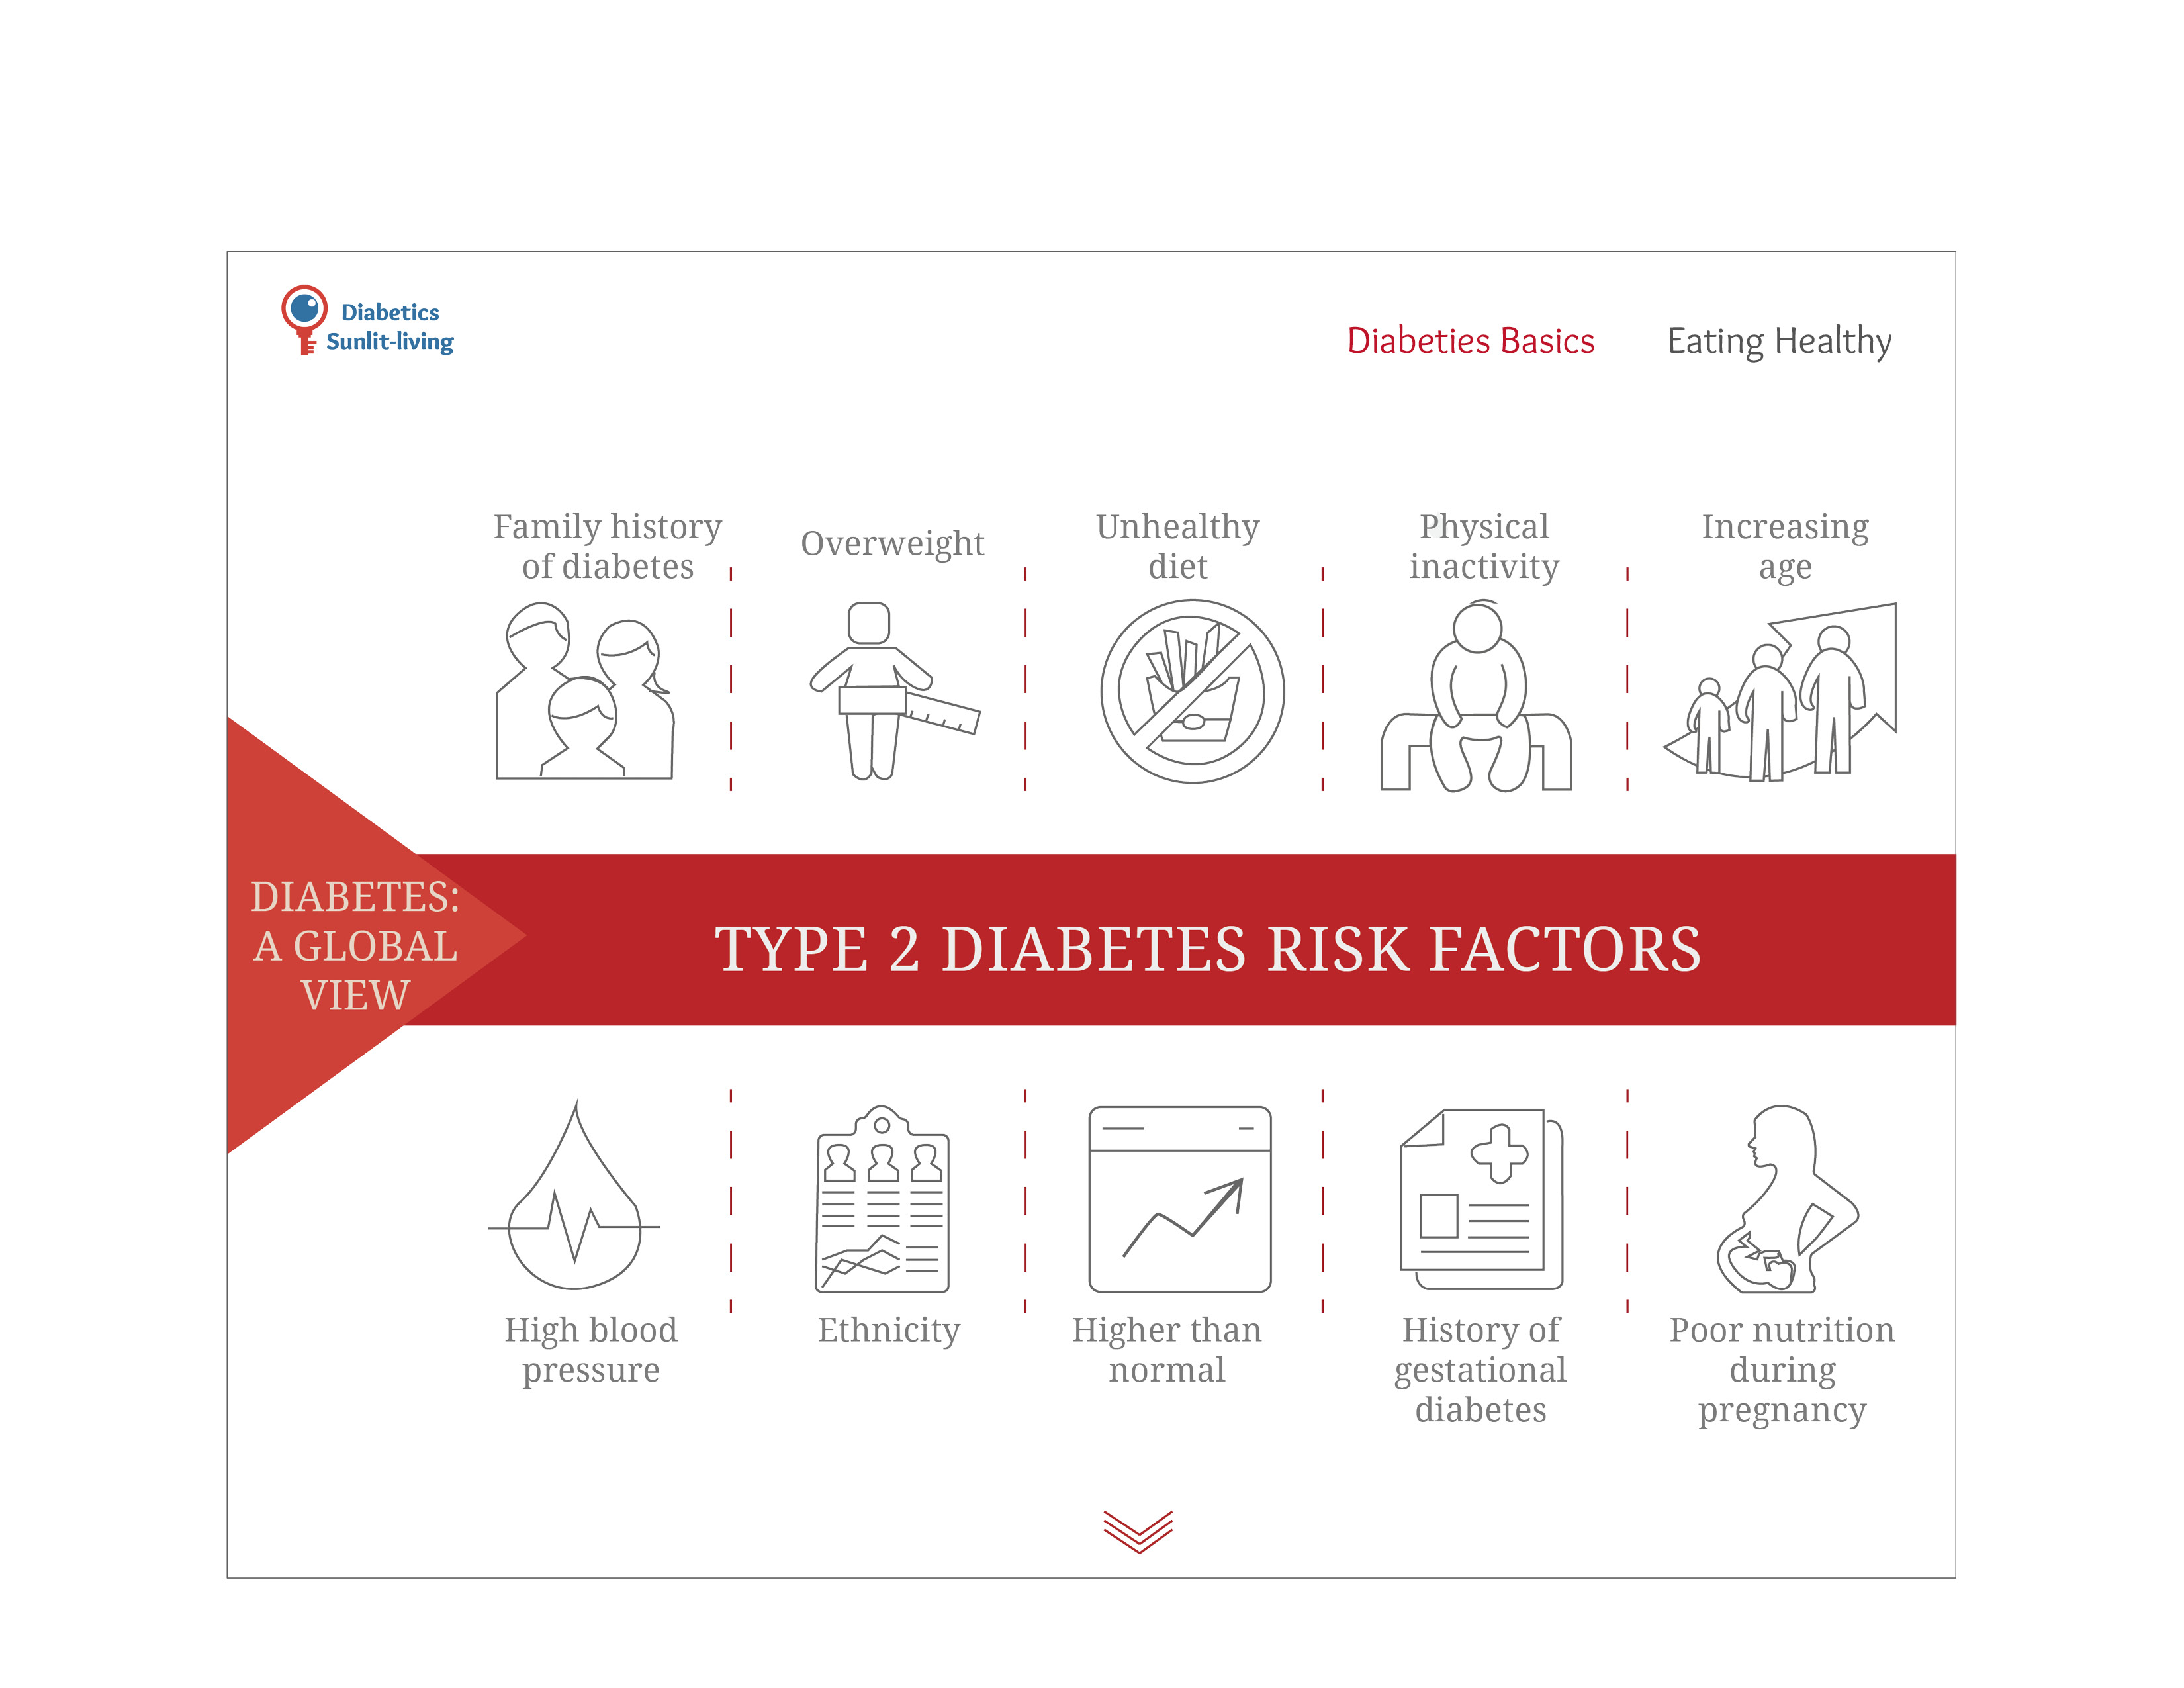 Diabetics
Sunlit-living
Diabeties Basics
Eating Healthy
Family history
of diabetes
Overweight
Unhealthy
diet
Physical
inactivity
Increasing
age
DIABETES:
A GLOBAL
VIEW
TYPE 2 DIABETES RISK FACTORS
High blood
pressure
Ethnicity
Higher than
normal
History of
gestational
diabetes
Poor nutrition
during
pregnancy